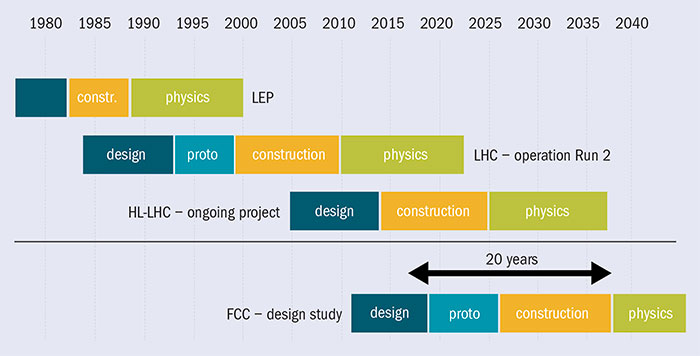 1980 1985 1990 1995 2000 2005 2010 2015 2020 2025 2030 2035 2040
constr. physics LEP
design proto construction physics LHC – operation Run 2
HL-LHC – ongoing project design construction physics
20 years
FCC – design study design proto construction physics